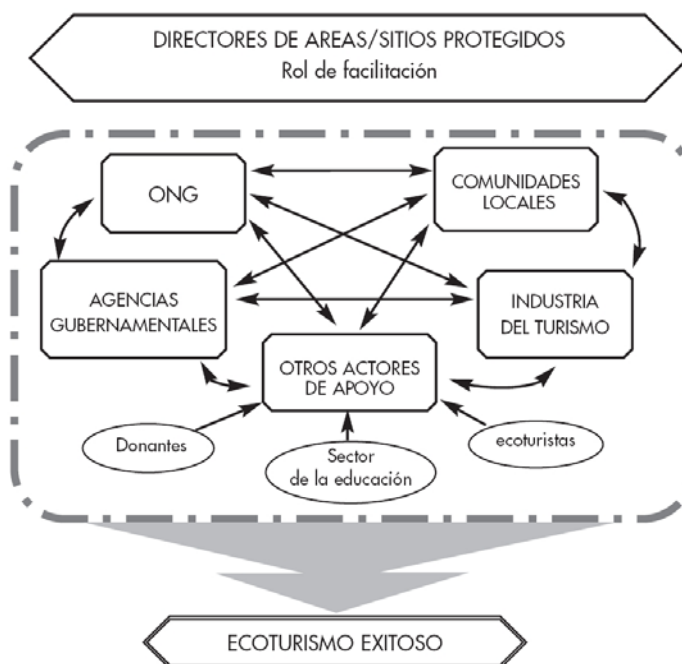 DIRECTORES DE AREAS/SITIOS PROTEGIDOS
Rol de facilitación
ONG
COMUNIDADES
LOCALES
AGENCIAS
GUBERNAMENTALES
INDUSTRIA
DEL TURISMO
OTROS ACTORES
DE APOYO
Donantes
Sector
de la educación
ecoturistas
ECOTURISMO EXITOSO